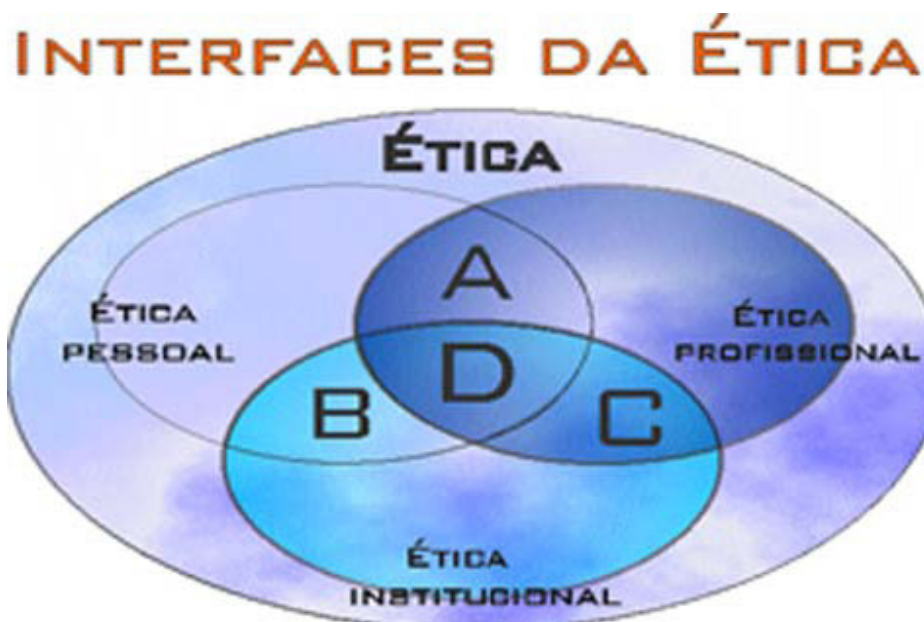 INTERFACES DA ÉTICA
ÉTICA
A
ÉTICA
PESSOAL
ÉTICA
PROFISSIONAL
D
B
C
ÉTICA
INSTITUCIONAL